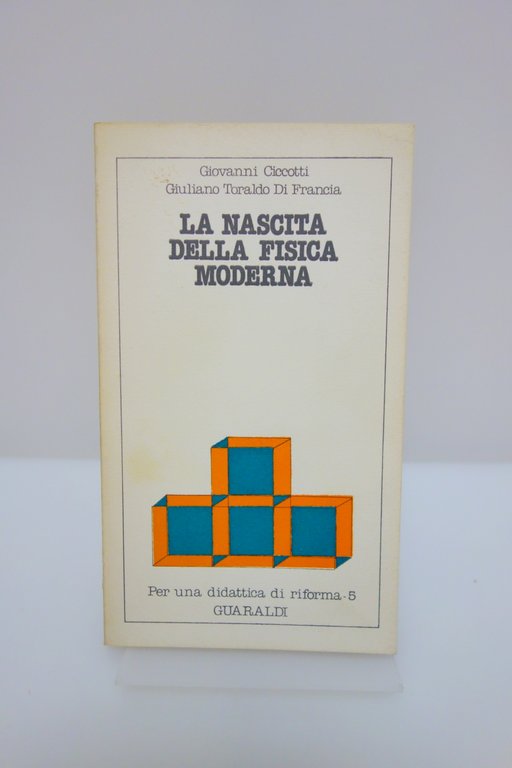 Giovanni Ciccotti
Giuliano Toraldo Di Francia
LA NASCITA
DELLA FISICA
MODERNA
Per una didattica di riforma-5
GUARALDI